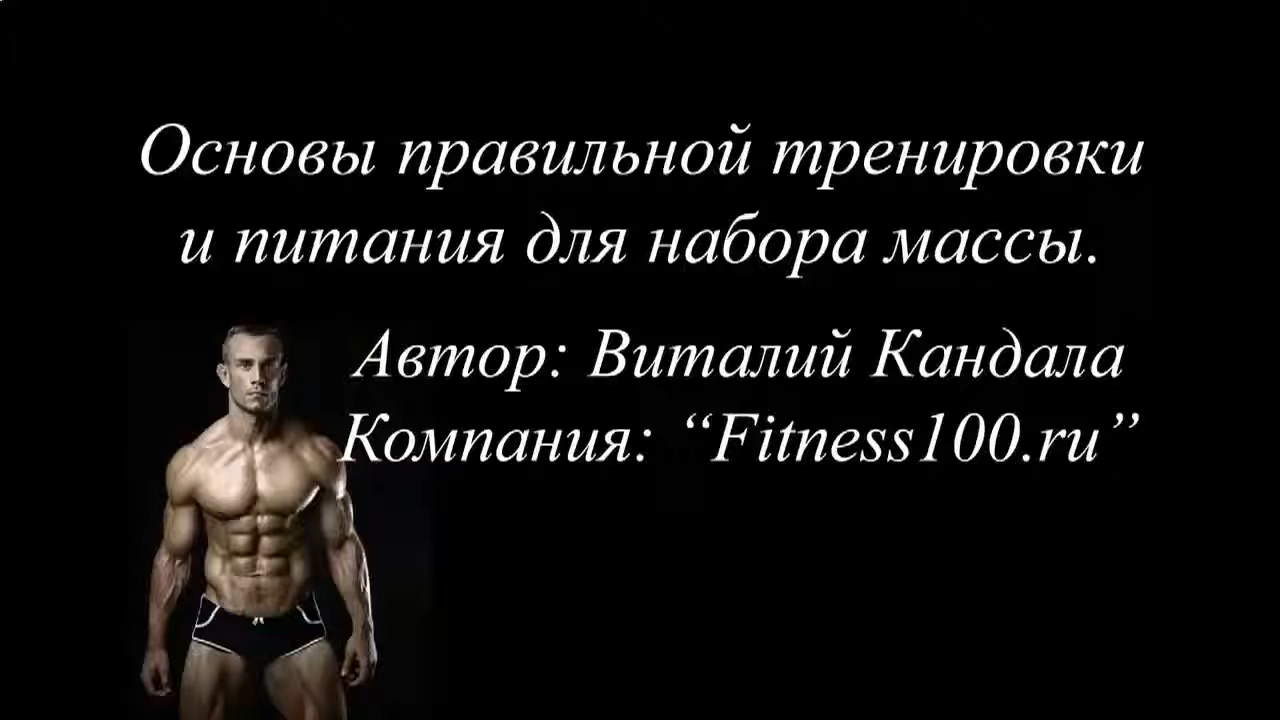 Основы правильной тренировки
и питания для набора массы.
Автор: Виталий Кандала
Компания: “Fitness100.ru”